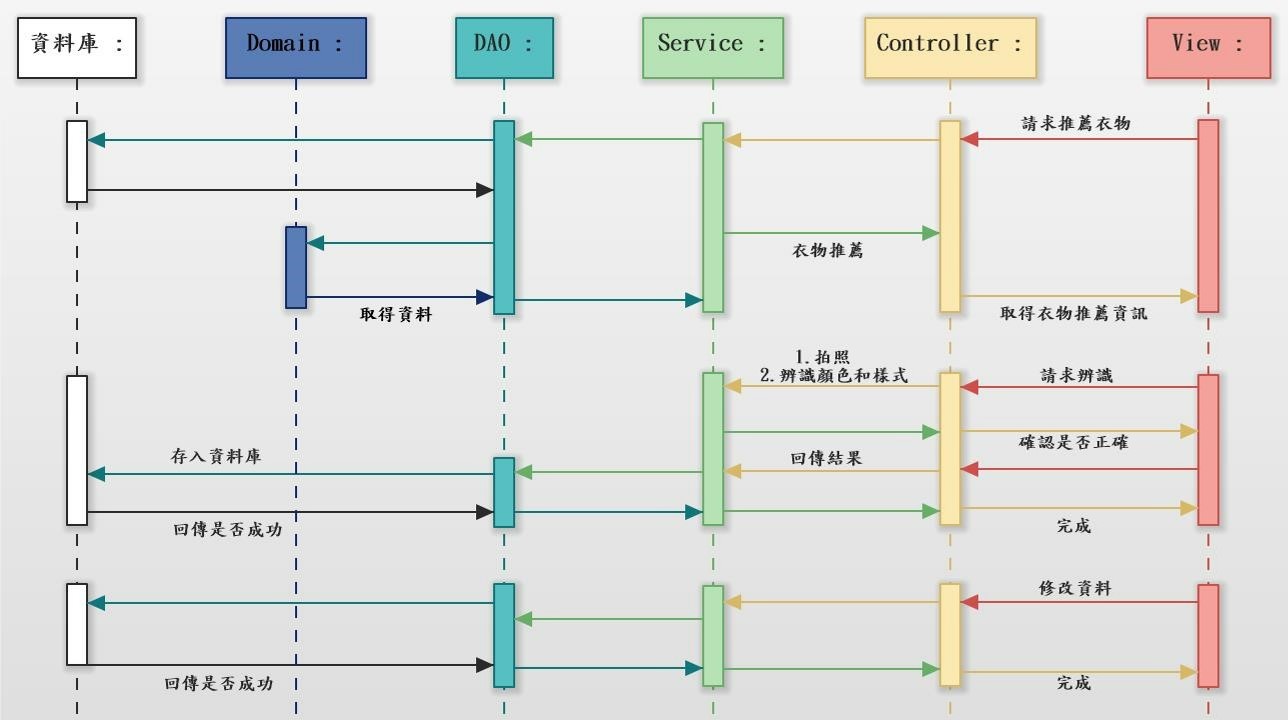 資料庫 :
Domain :
DAO :
Service :
Controller :
View :
請求推薦衣物
衣物推薦
取得資料
取得衣物推薦資訊
1.拍照
2.辨識顏色和樣式
請求辨識
確認是否正確
存入資料庫
回傳結果
回傳是否成功
完成
修改資料
回傳是否成功
完成